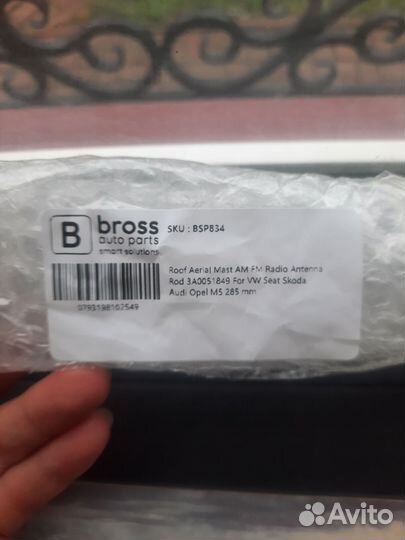 B bross
auto parts
smart solutions
SKU : BSP834
Roof Aerial Mast AM FM Radio Antenna
Rod 3A0051849 For VW Seat Skoda
Audi Opel M5 285 mm
0793198102549
Avito